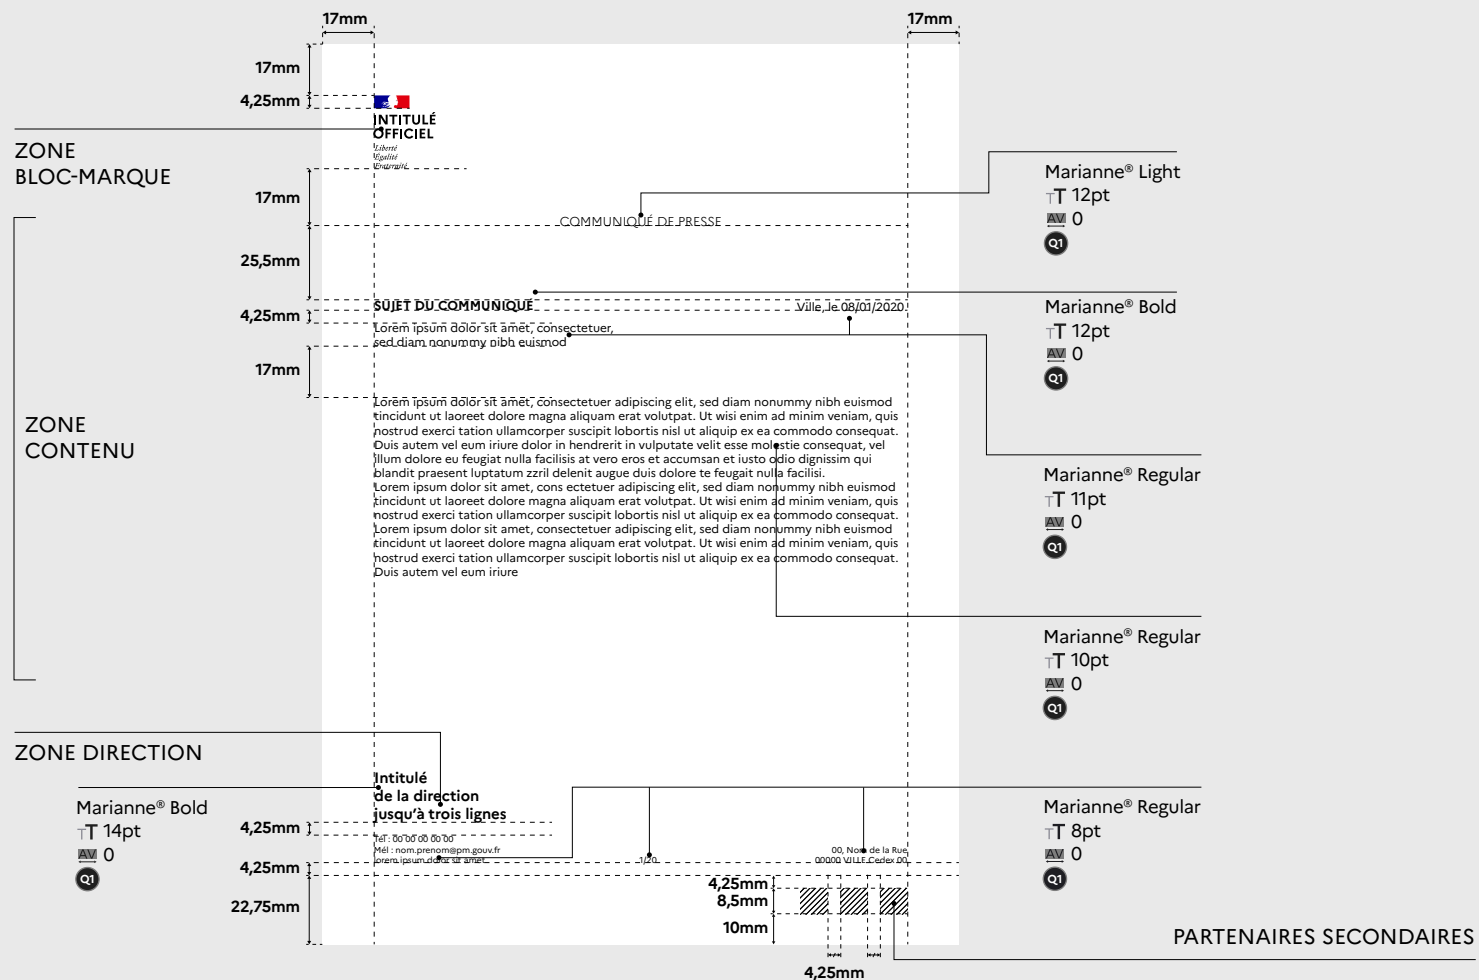 17mm
17mm
17mm
4,25mm
INTITULÉ
OFFICIEL
Liberté
Égalité
Fraternité
ZONE
BLOC-MARQUE
17mm
COMMUNIQUÉ DE PRESSE
Marianne® Light
TT 12pt
AV 0
Q1
25,5mm
SUJET DU COMMUNIQUÉ
Ville, le 08/01/2020
4,25mm
Lorem ipsum dolor sit amet, consectetuer,
sed diam nonummy nibh euismod
Marianne® Bold
TT 12pt
AV 0
Q1
17mm
ZONE
CONTENU
Lorem ipsum dolor sit amet, consectetuer adipiscing elit, sed diam nonummy nibh euismod
tincidunt ut laoreet dolore magna aliquam erat volutpat. Ut wisi enim ad minim veniam, quis
nostrud exerci tation ullamcorper suscipit lobortis nisl ut aliquip ex ea commodo consequat.
Duis autem vel eum iriure dolor in hendrerit in vulputate velit esse molestie consequat, vel
illum dolore eu feugiat nulla facilisis at vero eros et accumsan et iusto odio dignissim qui
blandit praesent luptatum zzril delenit augue duis dolore te feugait nulla facilisi.
Lorem ipsum dolor sit amet, cons ectetuer adipiscing elit, sed diam nonummy nibh euismod
tincidunt ut laoreet dolore magna aliquam erat volutpat. Ut wisi enim ad minim veniam, quis
nostrud exerci tation ullamcorper suscipit lobortis nisl ut aliquip ex ea commodo consequat.
Lorem ipsum dolor sit amet, consectetuer adipiscing elit, sed diam nonummy nibh euismod
tincidunt ut laoreet dolore magna aliquam erat volutpat. Ut wisi enim ad minim veniam, quis
nostrud exerci tation ullamcorper suscipit lobortis nisl ut aliquip ex ea commodo consequat.
Duis autem vel eum iriure
Marianne® Regular
TT 11pt
AV 0
Q1
Marianne® Regular
TT 10pt
AV 0
Q1
ZONE DIRECTION
Marianne® Bold
TT 14pt
AV 0
Q1
Intitulé
de la direction
jusqu'à trois lignes
4,25mm
Tél : 00 00 00 00 00
Mél : nom.prenom@pm.gouv.fr
lorem ipsum dolor sit amet
1/20
00, Nom de la Rue
00000 VILLE Cedex 00
Marianne® Regular
TT 8pt
AV 0
Q1
4,25mm
22,75mm
4,25mm
8,5mm
10mm
4,25mm
PARTENAIRES SECONDAIRES